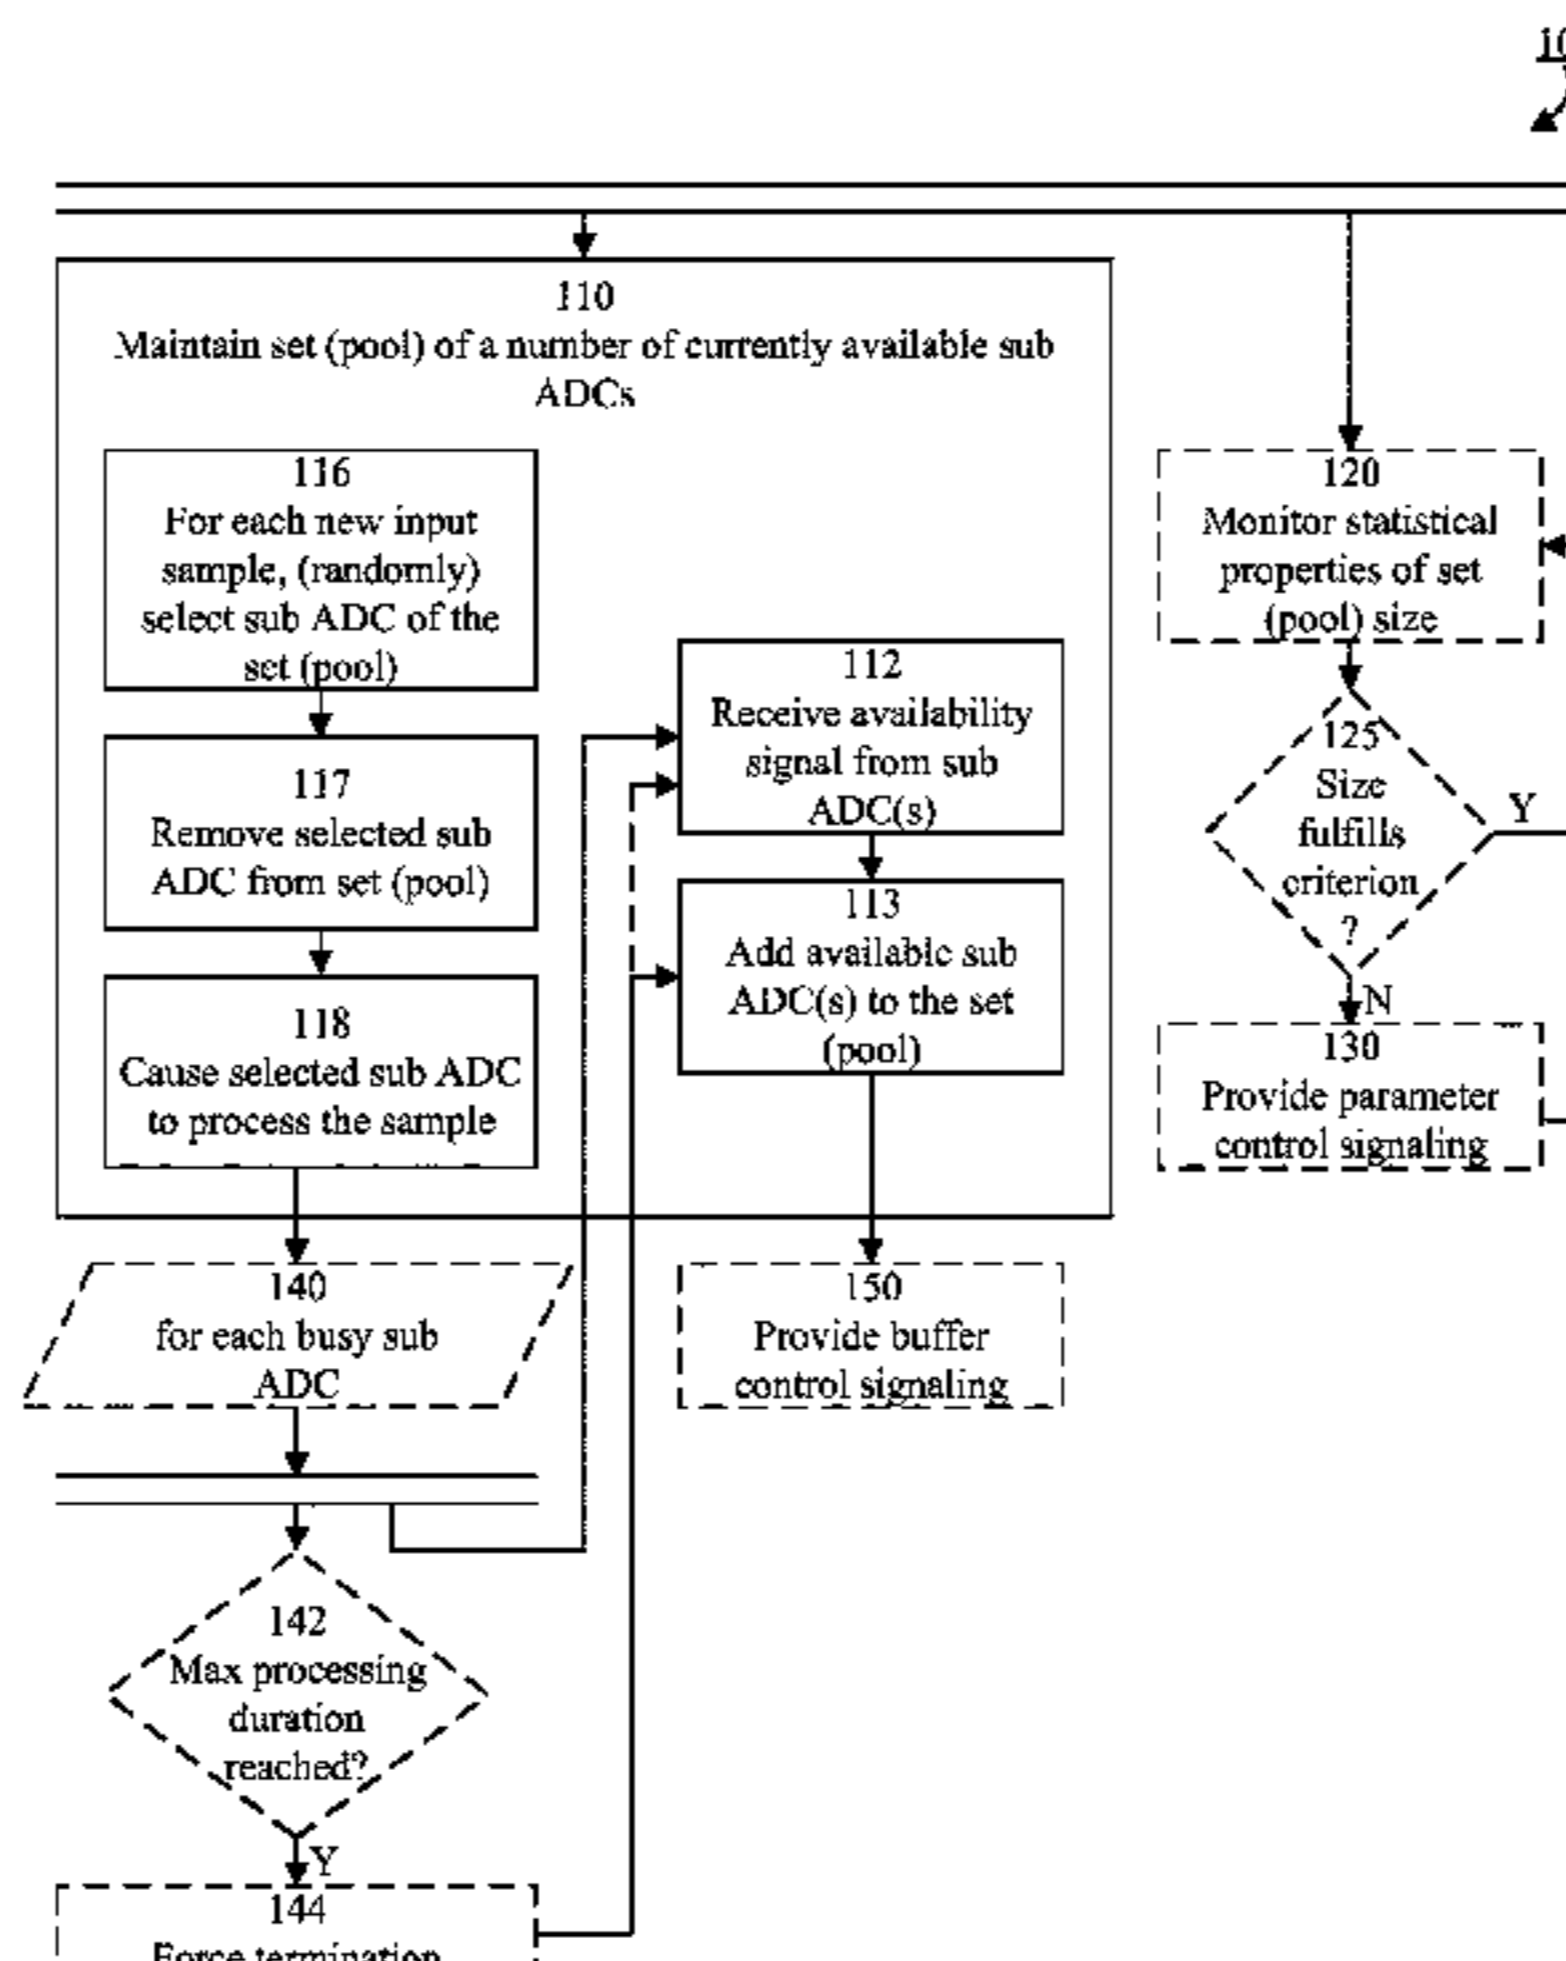 10
110
Maintain set (pool) of a number of currently available sub
ADCs
116
For each new input
sample, (randomly)
select sub ADC of the
set (pool)
117
Remove selected sub
ADC from set (pool)
118
Cause selected sub ADC
to process the sample
112
Receive availability
signal from sub
ADC(s)
113
Add available sub
ADC(s) to the set
(pool)
120
Monitor statistical
properties of set
(pool) size
125
Size
fulfills
criterion
?
Y
N
130
Provide parameter
control signaling
140
for each busy sub
ADC
150
Provide buffer
control signaling
142
Max processing
duration
reached?
Y
144
Force termination